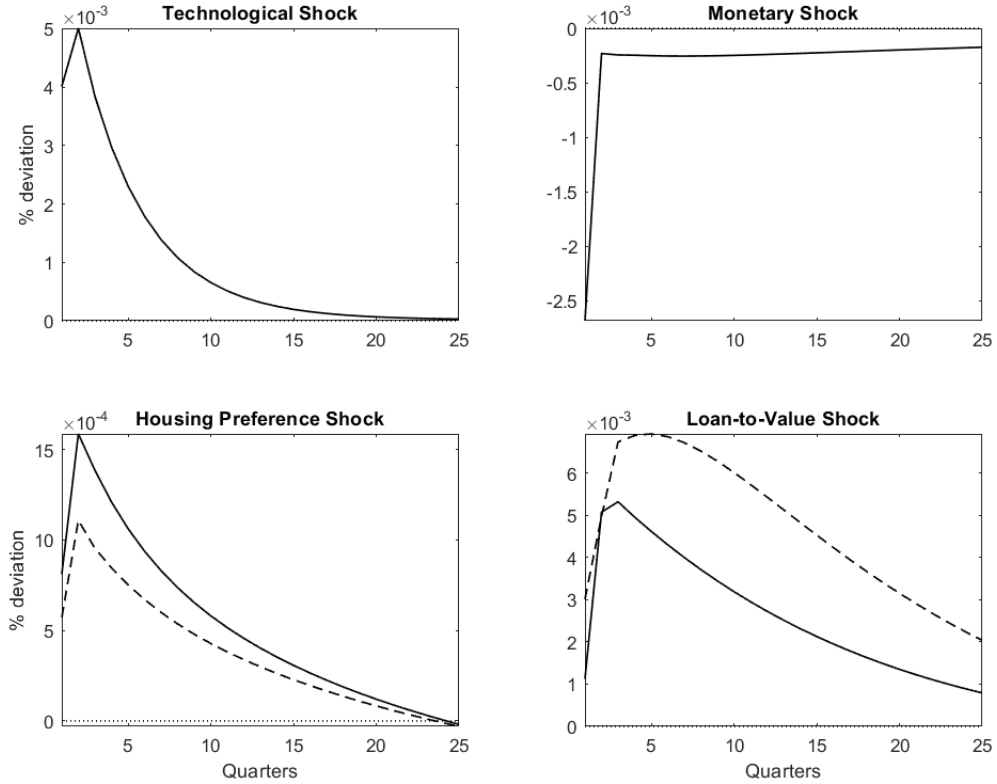 Technological Shock
×10⁻³
5
4
3
2
1
0
% deviation
5 10 15 20 25
Monetary Shock
×10⁻³
0
-0.5
-1
-1.5
-2
-2.5
5 10 15 20 25
Housing Preference Shock
×10⁻⁴
15
10
5
0
% deviation
5 10 15 20 25
Quarters
Loan-to-Value Shock
×10⁻³
6
5
4
3
2
1
0
5 10 15 20 25
Quarters